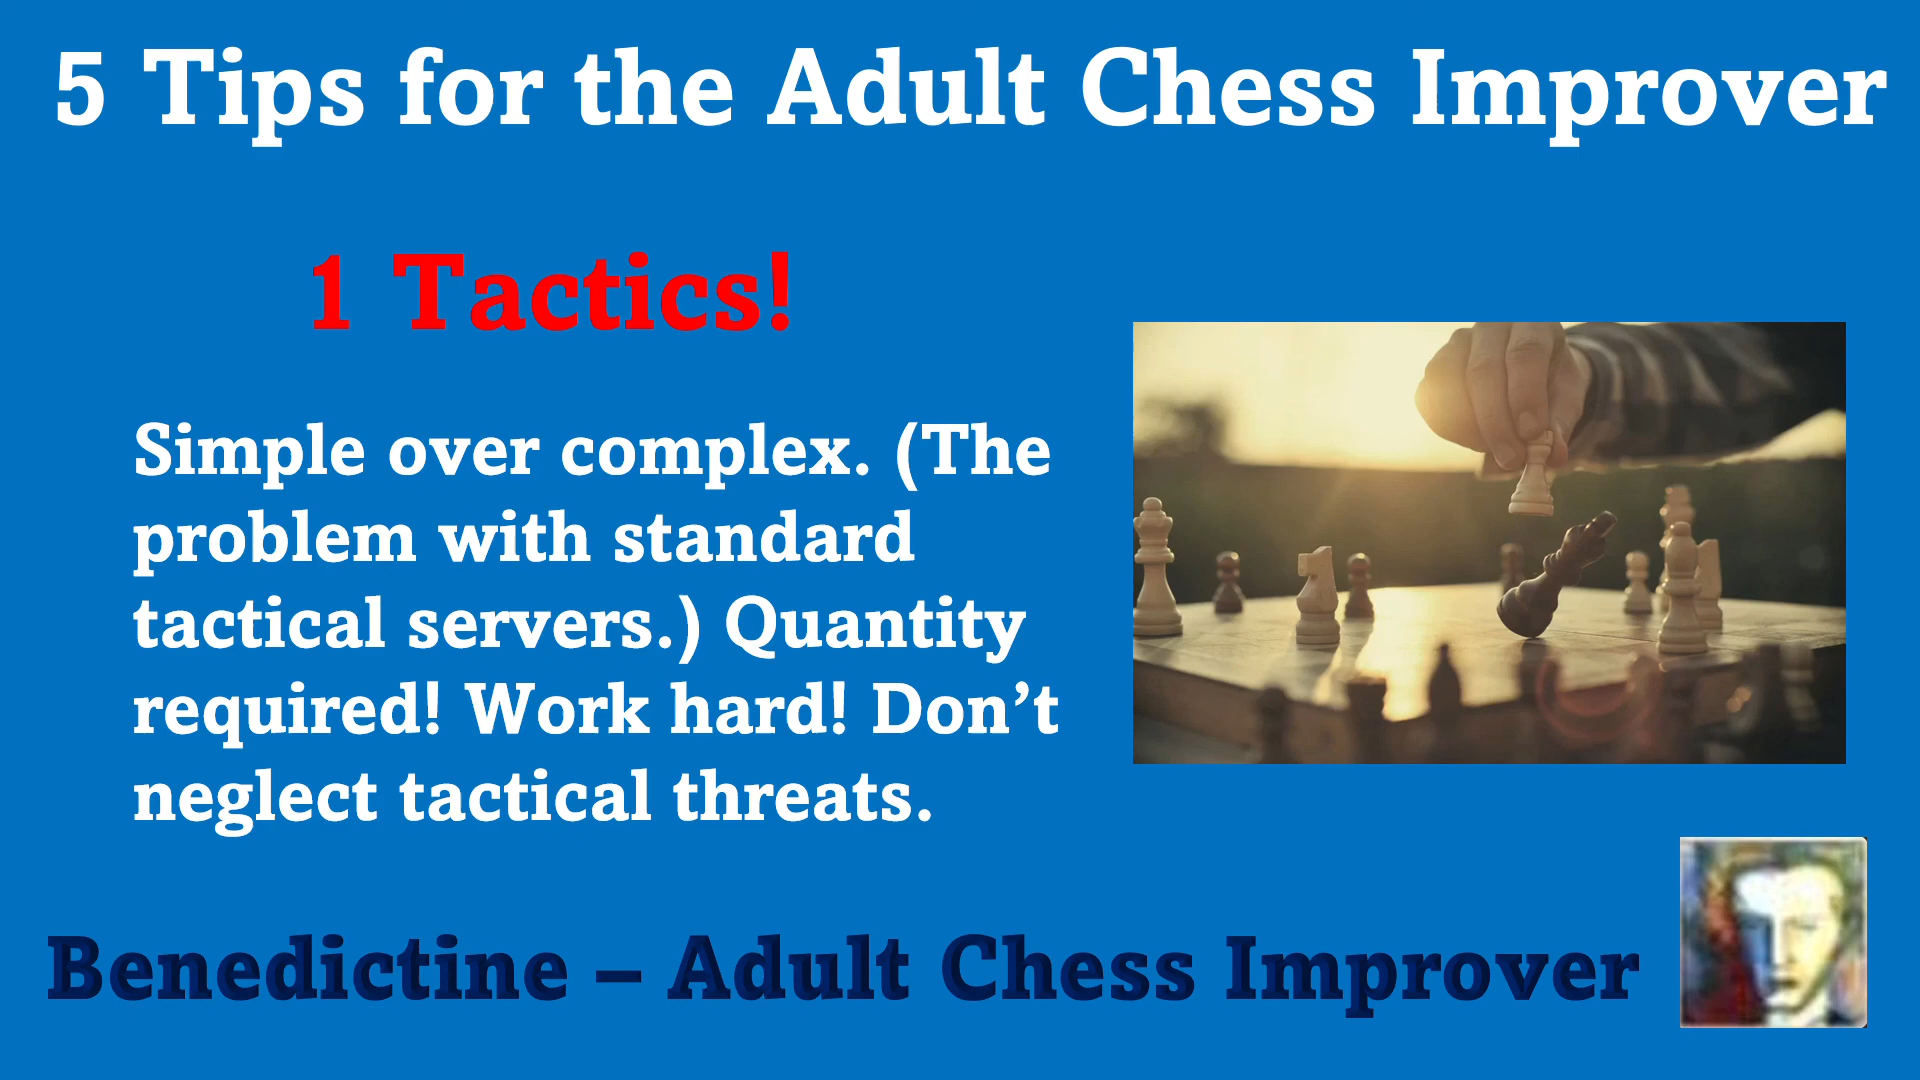 5 Tips for the Adult Chess Improver
1 Tactics!
Simple over complex. (The
problem with standard
tactical servers.) Quantity
required! Work hard! Don’t
neglect tactical threats.
Benedictine – Adult Chess Improver